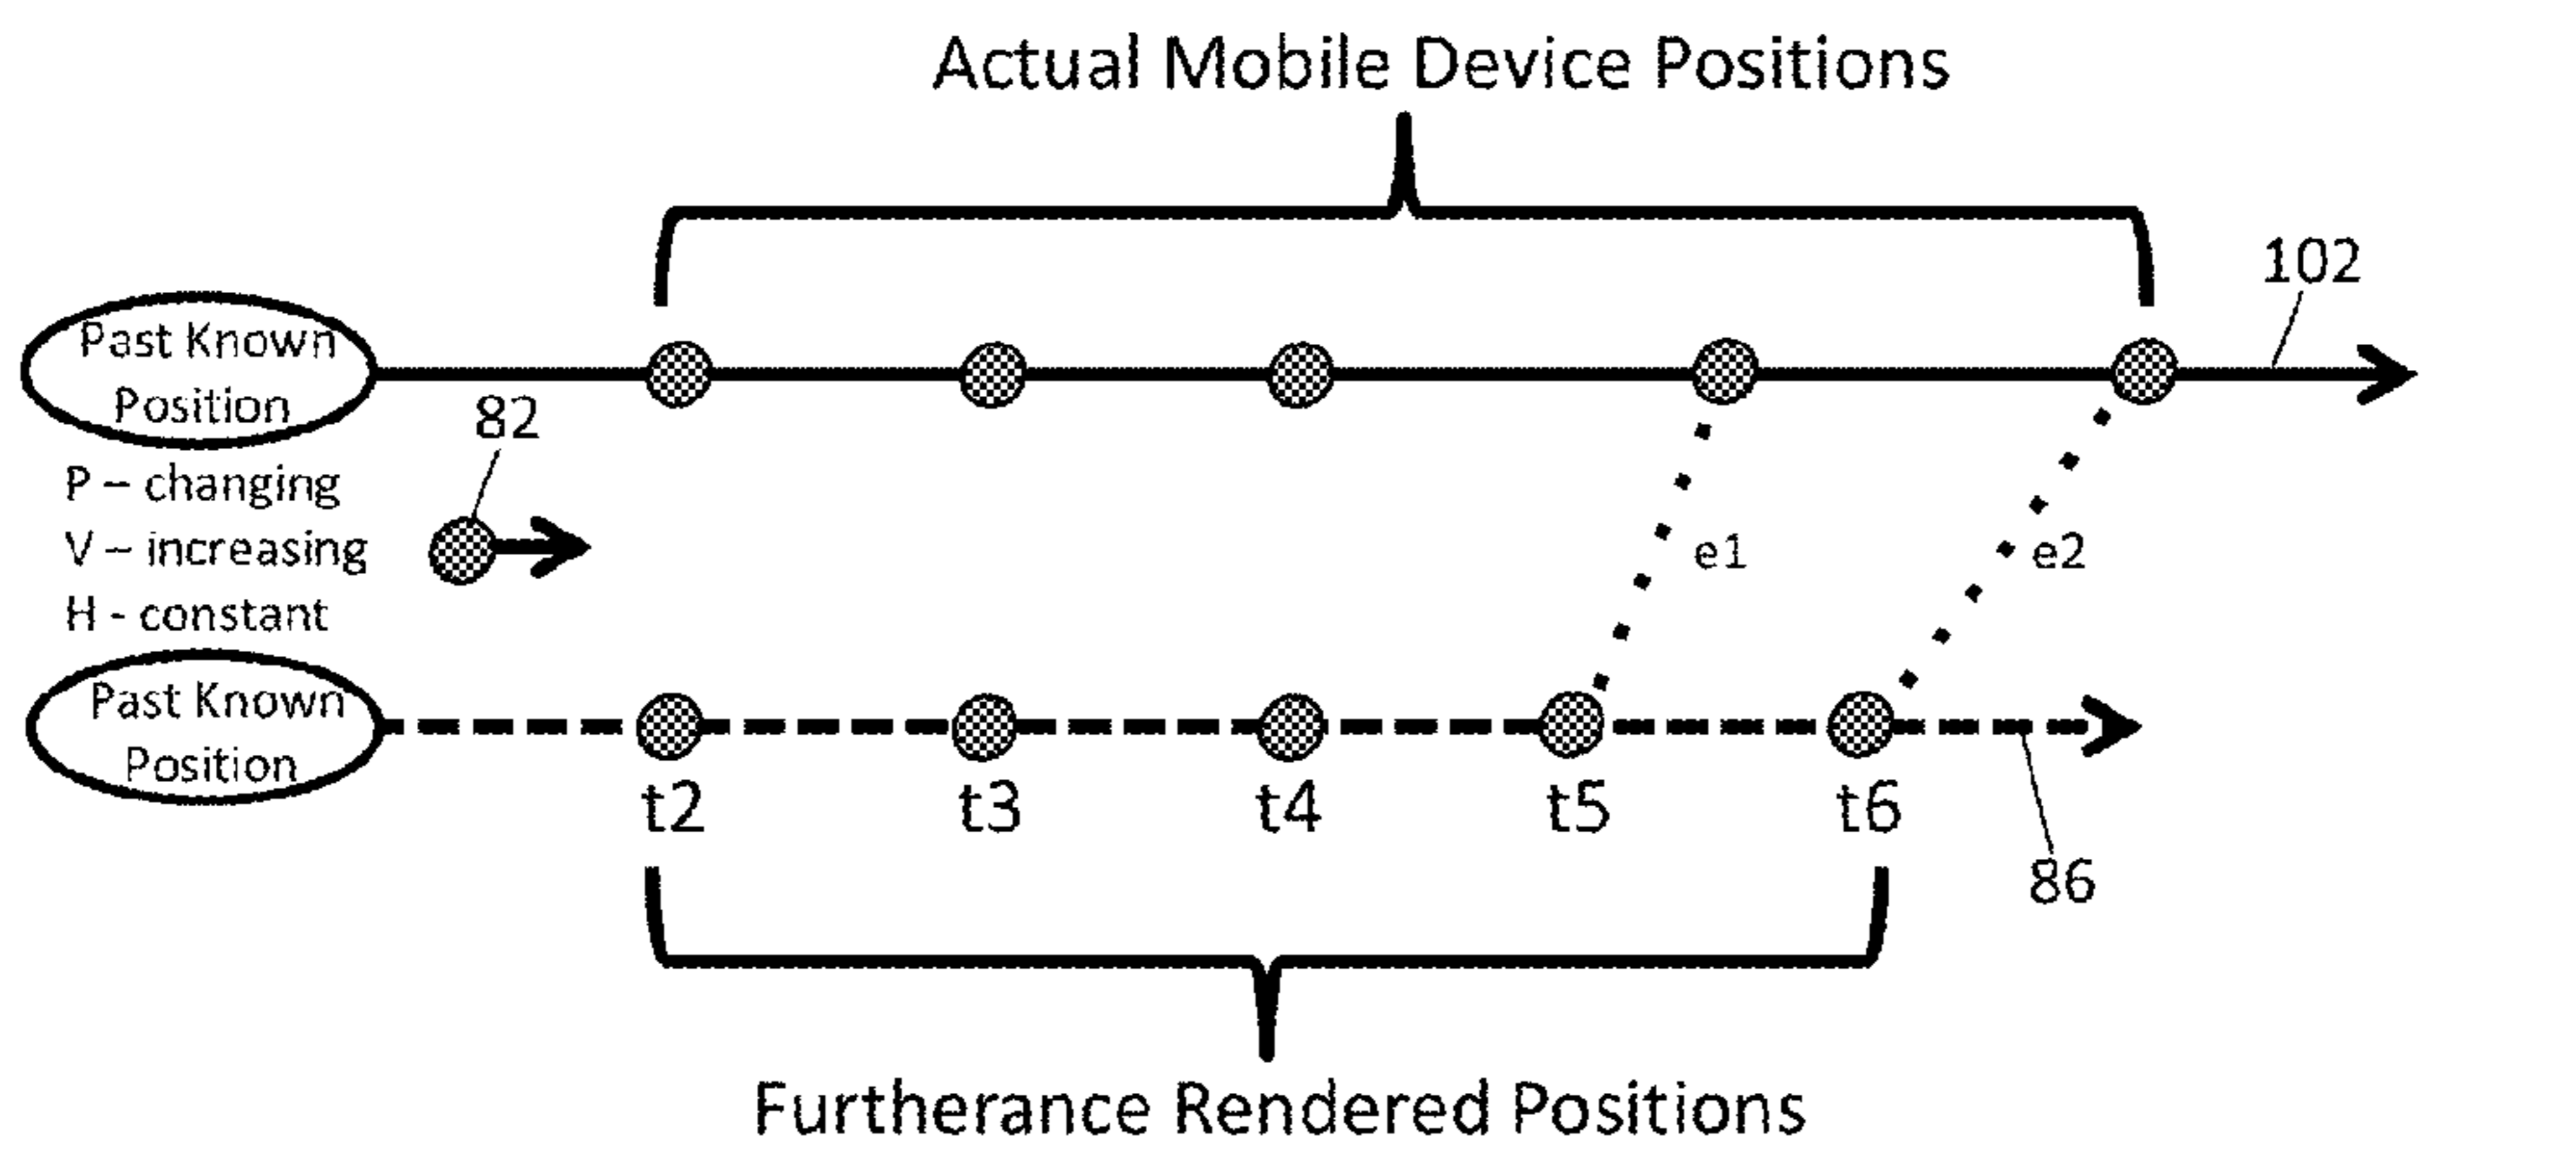 Actual Mobile Device Positions
102
Past Known
Position
82
P – changing
V – increasing
H - constant
e1
e2
Past Known
Position
t2
t3
t4
t5
t6
86
Furtherance Rendered Positions